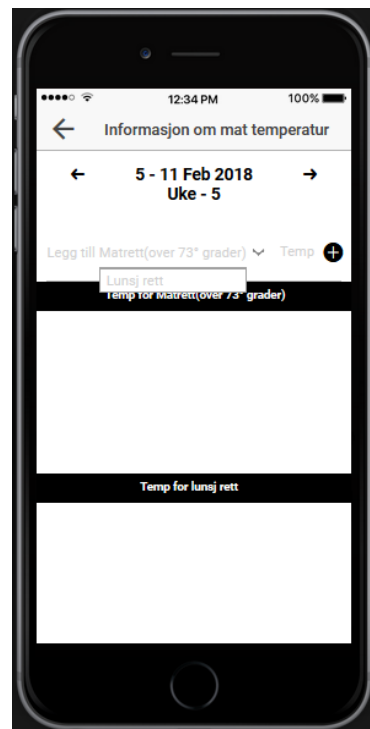 12:34 PM
100%
Informasjon om mat temperatur
5 - 11 Feb 2018
Uke - 5
Legg till Matrett(over 73° grader)
Temp
Lunsj rett
Temp for Matrett(over 73° grader)
Temp for lunsj rett